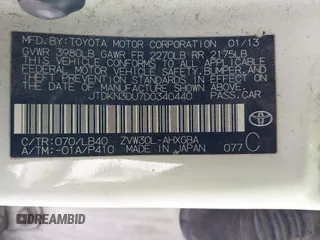 MFD.BY: TOYOTA MOTOR CORPORATION 01/13
GVWR 3980LB GAWR FR 2270LB RR 2175LB
THIS VEHICLE CONFORMS TO ALL APPLICABLE
FEDERAL MOTOR VEHICLE SAFETY, BUMPER, AND
THEFT PREVENTION STANDARDS IN EFFECT ON THE
DATE OF MANUFACTURE SHOWN ABOVE.
JTDKN3DU7D0340440
PASS. CAR
TOYOTA
C/TR: 070/LB40 ZVW30L-AHXGBA
A/TM: -01A/P410 MADE IN JAPAN 077 C
© DREAMBID